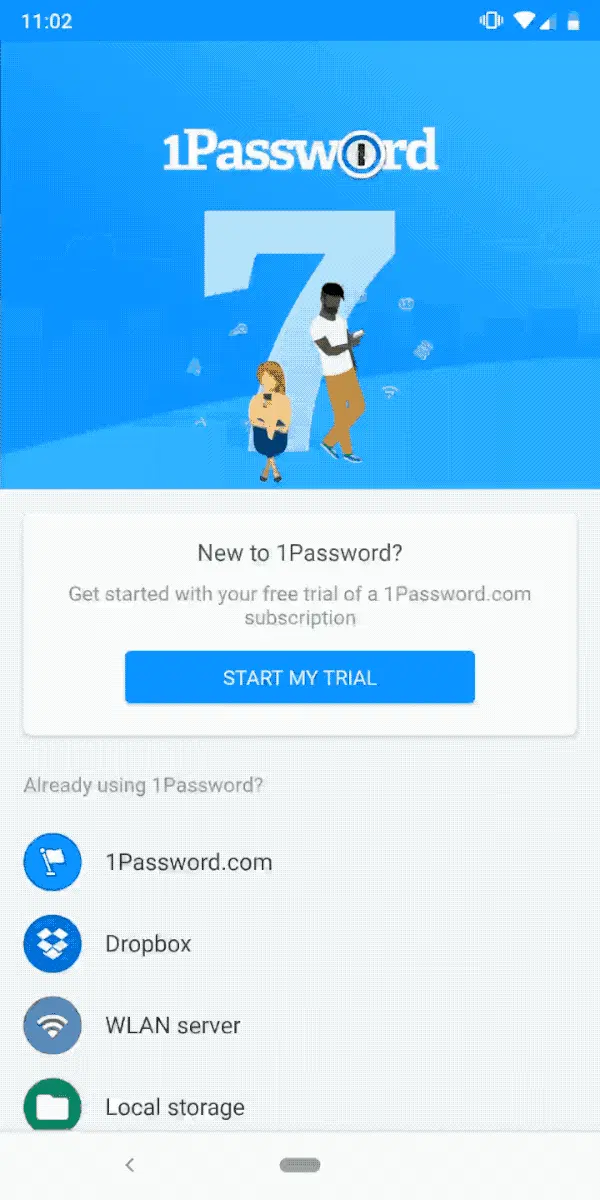 11:02
1Password
7
New to 1Password?
Get started with your free trial of a 1Password.com
subscription
START MY TRIAL
Already using 1Password?
1Password.com
Dropbox
WLAN server
Local storage